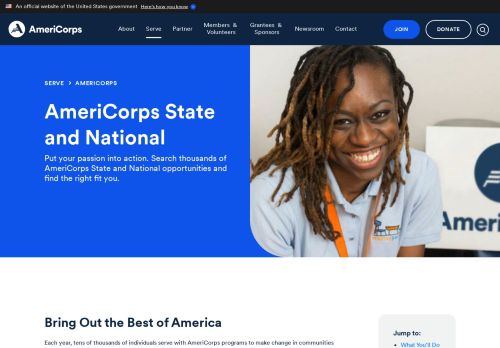 An official website of the United States government Here's how you know
AmeriCorps
About Serve Partner Members & Volunteers Grantees & Sponsors Newsroom Contact JOIN DONATE
SERVE > AMERICORPS
AmeriCorps State
and National
Put your passion into action. Search thousands of
AmeriCorps State and National opportunities and
find the right fit you.
Ameri
Bring Out the Best of America
Each year, tens of thousands of individuals serve with AmeriCorps programs to make change in communities
Jump to:
What You'll Do